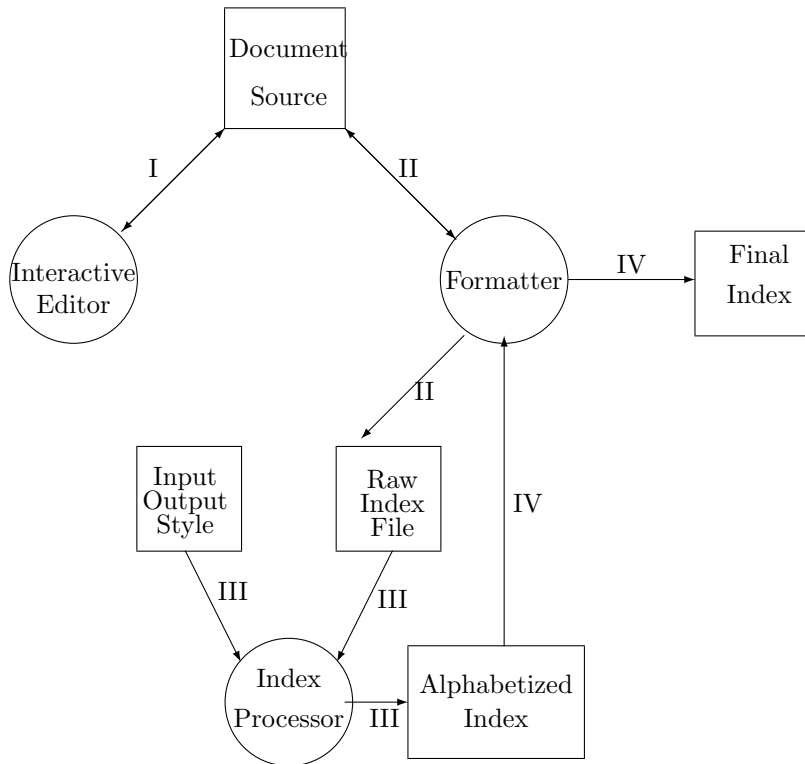 Document
Source
I
II
Interactive
Editor
Formatter
IV
Final
Index
II
Input
Output
Style
Raw
Index
File
IV
III
III
Index
Processor
III
Alphabetized
Index